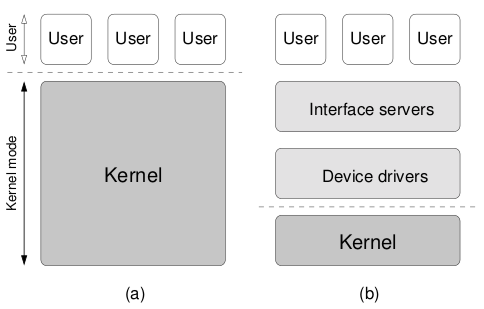 User
User User User
User User User
Kernel mode
Kernel
Interface servers
Device drivers
Kernel
(a)
(b)